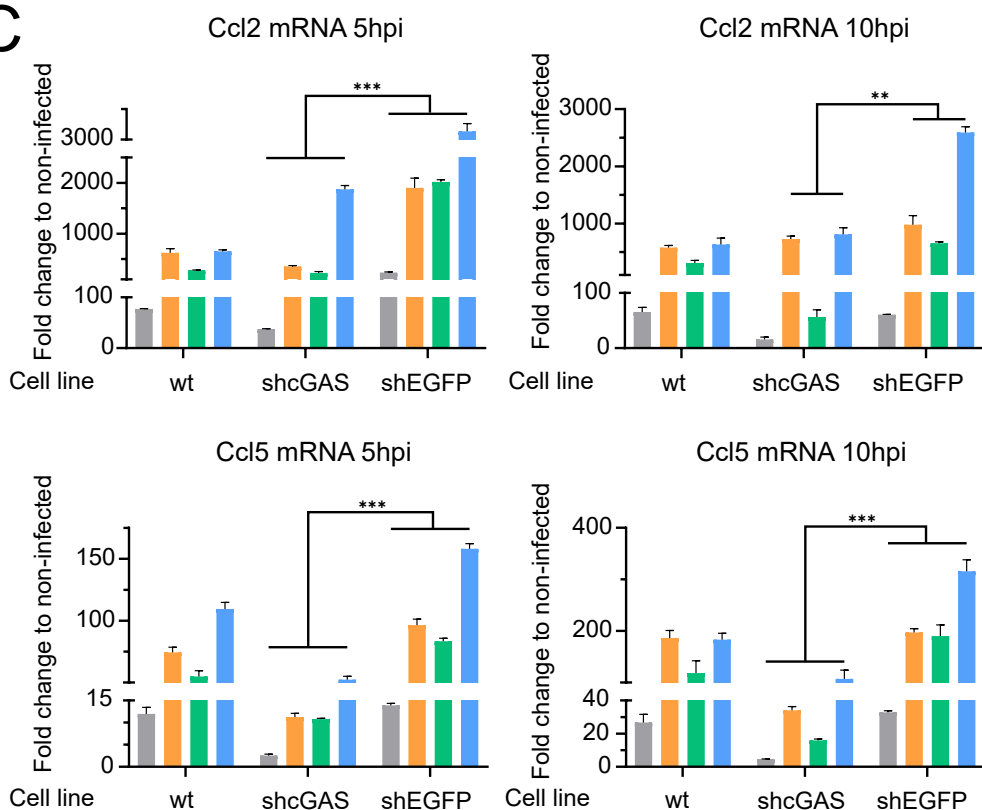 C
Ccl2 mRNA 5hpi
Fold change to non-infected
3000
2000
1000
100
0
***
Cell line
wt
shcGAS
shEGFP
Ccl2 mRNA 10hpi
Fold change to non-infected
3000
2000
1000
100
0
**
Cell line
wt
shcGAS
shEGFP
Ccl5 mRNA 5hpi
Fold change to non-infected
150
100
15
0
***
Cell line
wt
shcGAS
shEGFP
Ccl5 mRNA 10hpi
Fold change to non-infected
400
200
40
20
0
***
Cell line
wt
shcGAS
shEGFP